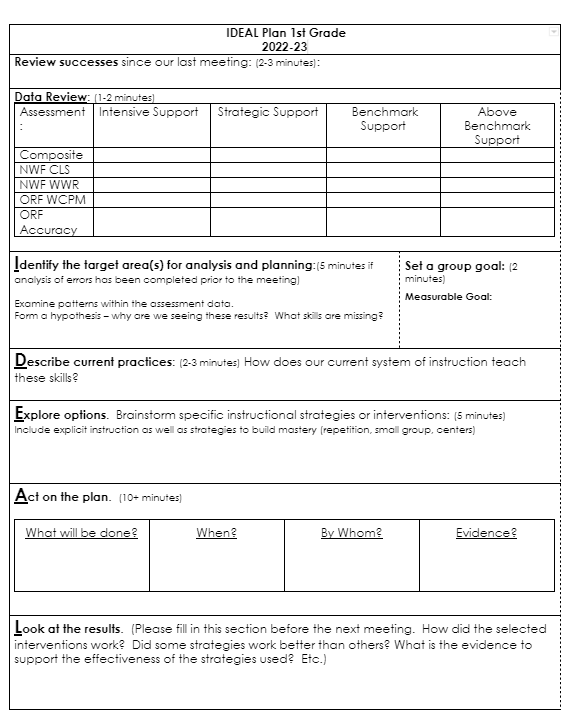 IDEAL Plan 1st Grade
2022-23
Review successes since our last meeting: (2-3 minutes):
Data Review: (1-2 minutes)
Assessment : Intensive Support Strategic Support Benchmark Support Above Benchmark Support
Composite
NWF CLS
NWF WWR
ORF WCPM
ORF
Accuracy
Identify the target area(s) for analysis and planning:(5 minutes if
analysis of errors has been completed prior to the meeting)
Examine patterns within the assessment data.
Form a hypothesis – why are we seeing these results? What skills are missing?
Set a group goal: (2
minutes)
Measurable Goal:
Describe current practices: (2-3 minutes) How does our current system of instruction teach
these skills?
Explore options. Brainstorm specific instructional strategies or interventions: (5 minutes)
Include explicit instruction as well as strategies to build mastery (repetition, small group, centers)
Act on the plan. (10+ minutes)
What will be done? When? By Whom? Evidence?
Look at the results. (Please fill in this section before the next meeting. How did the selected
interventions work? Did some strategies work better than others? What is the evidence to
support the effectiveness of the strategies used? Etc.)